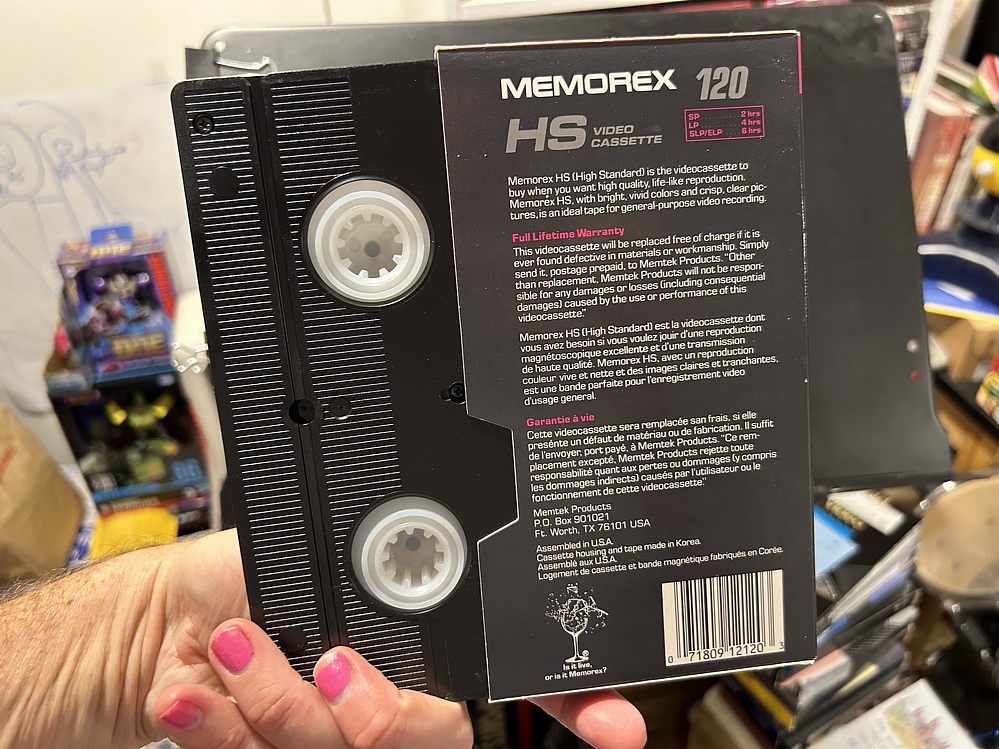 MEMOREX 120
HS VIDEO
CASSETTE
SP ........ 2 hrs
LP ........ 4 hrs
SLP/ELP .... 6 hrs
Memorex HS (High Standard) is the videocassette to
buy when you want high quality, life-like reproduction.
Memorex HS, with bright, vivid colors and crisp, clear pic-
tures, is an ideal tape for general-purpose video recording.
Full Lifetime Warranty
This videocassette will be replaced free of charge if it is
ever found defective in materials or workmanship. Simply
send it, postage prepaid, to Memtek Products. "Other
than replacement, Memtek Products will not be respon-
sible for any damages or losses (including consequential
damages) caused by the use or performance of this
videocassette."
Memorex HS (High Standard) est la videocassette dont
vous avez besoin si vous voulez jouir d'une reproduction
magnétoscopique excellente et d'une transmission
de haute qualité. Memorex HS, avec un reproduction
couleur vive et nette et des images claires et tranchantes,
est une bande parfaite pour l'enregistrement video
d'usage general.
Garantie à vie
Cette videocassette sera remplacée san frais, si elle
presénte un défaut de matériau ou de fabrication. Il suffit
de l'envoyer, port payé, à Memtek Products. "Ce rem-
placement excepté, Memtek Products rejette toute
responsabilité quant aux pertes ou dommages (y compris
les dommages indirects) causés par l'utilisateur ou le
fonctionnement de cette videocassette."
Memtek Products
P.O. Box 901021
Ft. Worth, TX 76101 USA
Assembled in U.S.A.
Cassette housing and tape made in Korea.
Assemblé aux U.S.A.
Logement de cassette et bande magnétique fabriqués en Corée.
Is it live,
or is it Memorex?
0 71809 12120 3